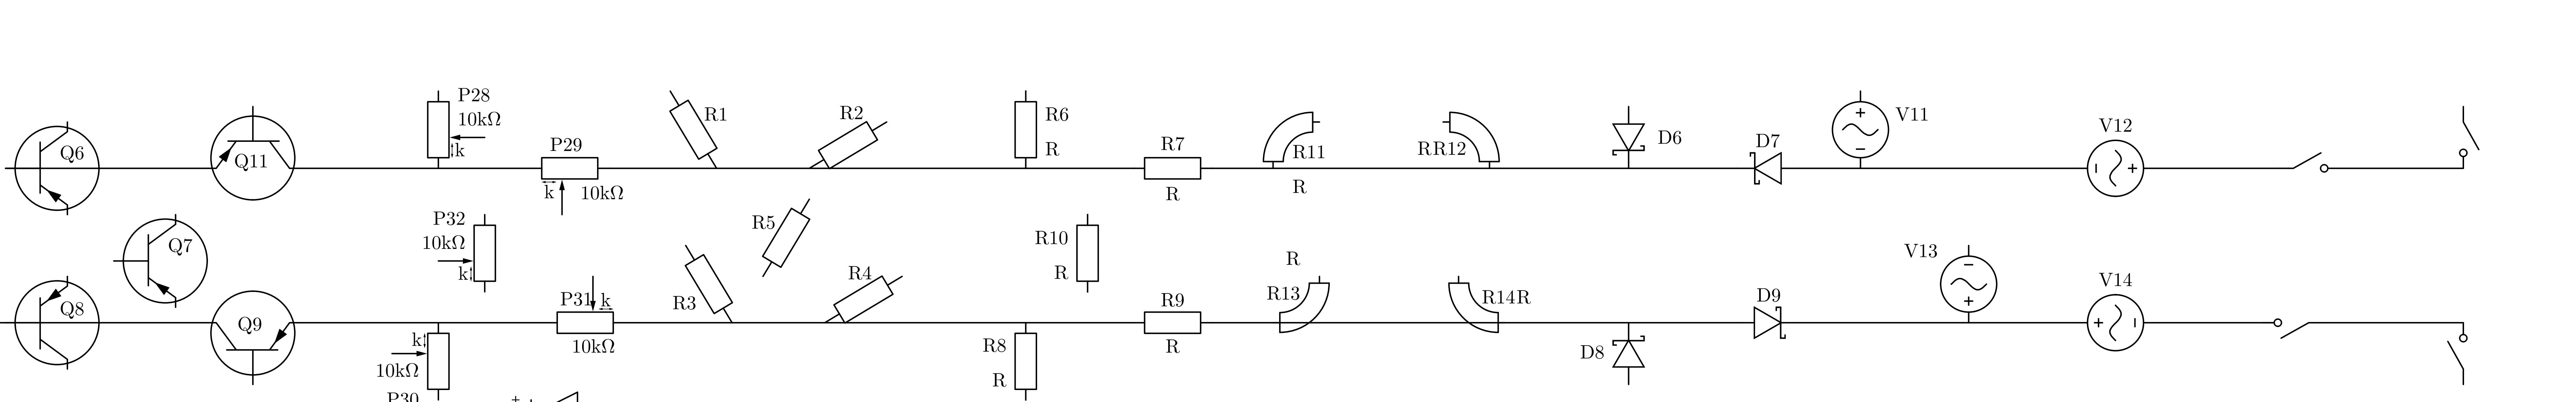 P28
10kΩ
k
Q6
Q11
P29
k
10kΩ
R1
R2
R6
R
R7
R
R11
R
RR12
D6
D7
V11
+
−
V12
− +
P32
10kΩ
k
Q7
R5
R10
R
R
V13
−
+
Q8
Q9
P31
k
10kΩ
R3
R4
R9
R
R13
R14R
D9
V14
+ −
k
10kΩ
P30
R8
R
D8
+